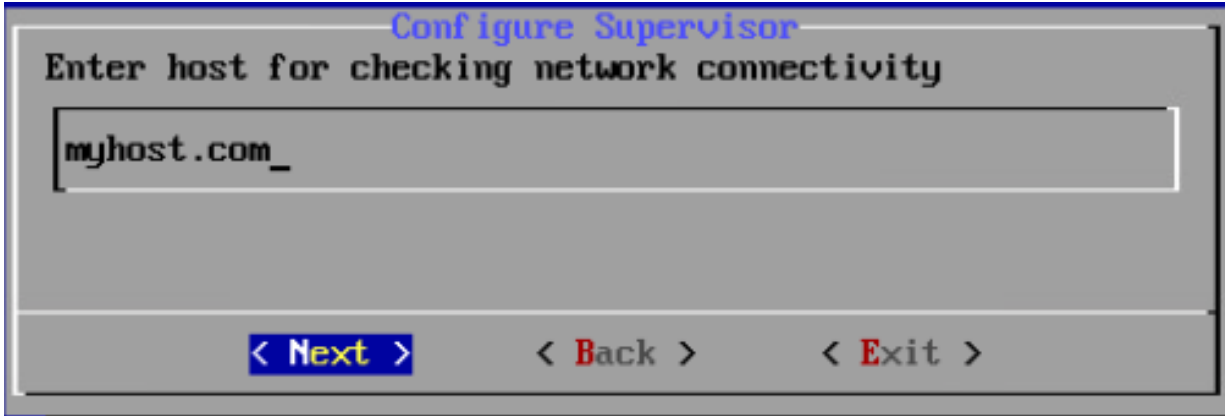 Configure Supervisor
Enter host for checking network connectivity
myhost.com_
< Next > < Back > < Exit >